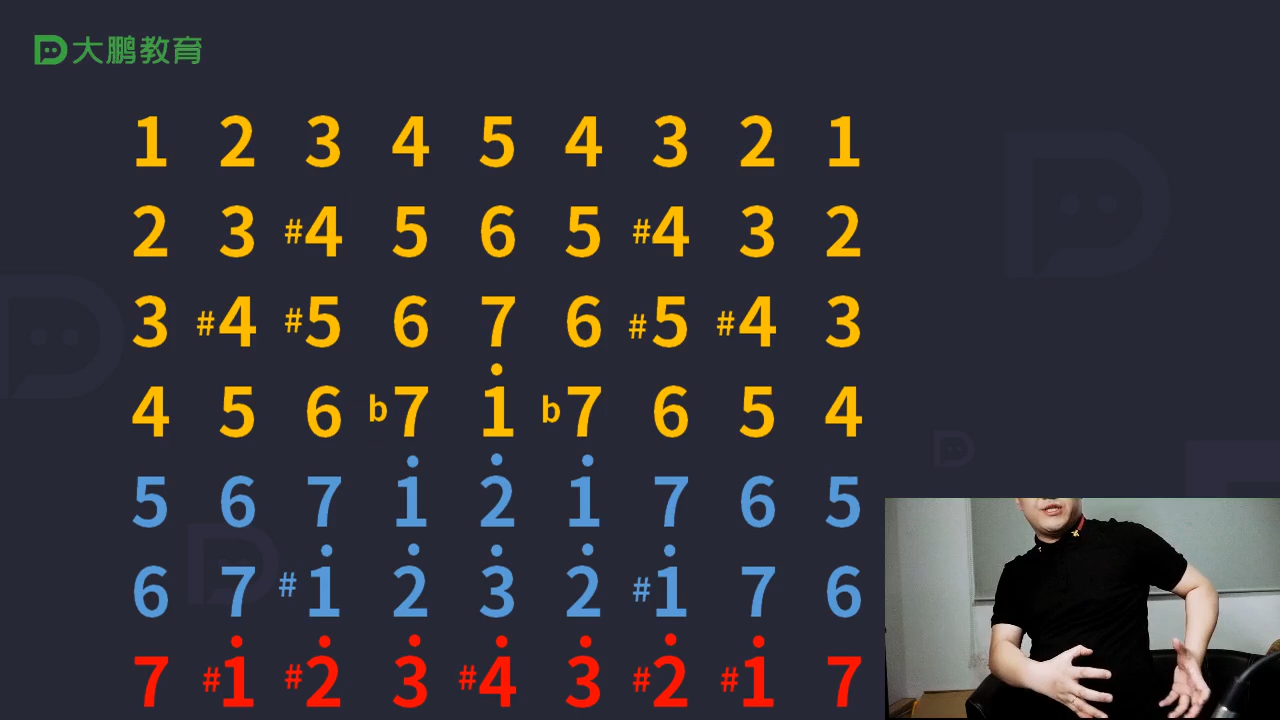 大鹏教育
1 2 3 4 5 4 3 2 1
2 3 #4 5 6 5 #4 3 2
3 #4 #5 6 7 6 #5 #4 3
4 5 6 b7 1̇ b7 6 5 4
5 6 7 1̇ 2̇ 1̇ 7 6 5
6 7 #1̇ 2̇ 3̇ 2̇ #1̇ 7 6
7 #1̇ #2̇ 3̇ #4̇ 3̇ #2̇ #1̇ 7